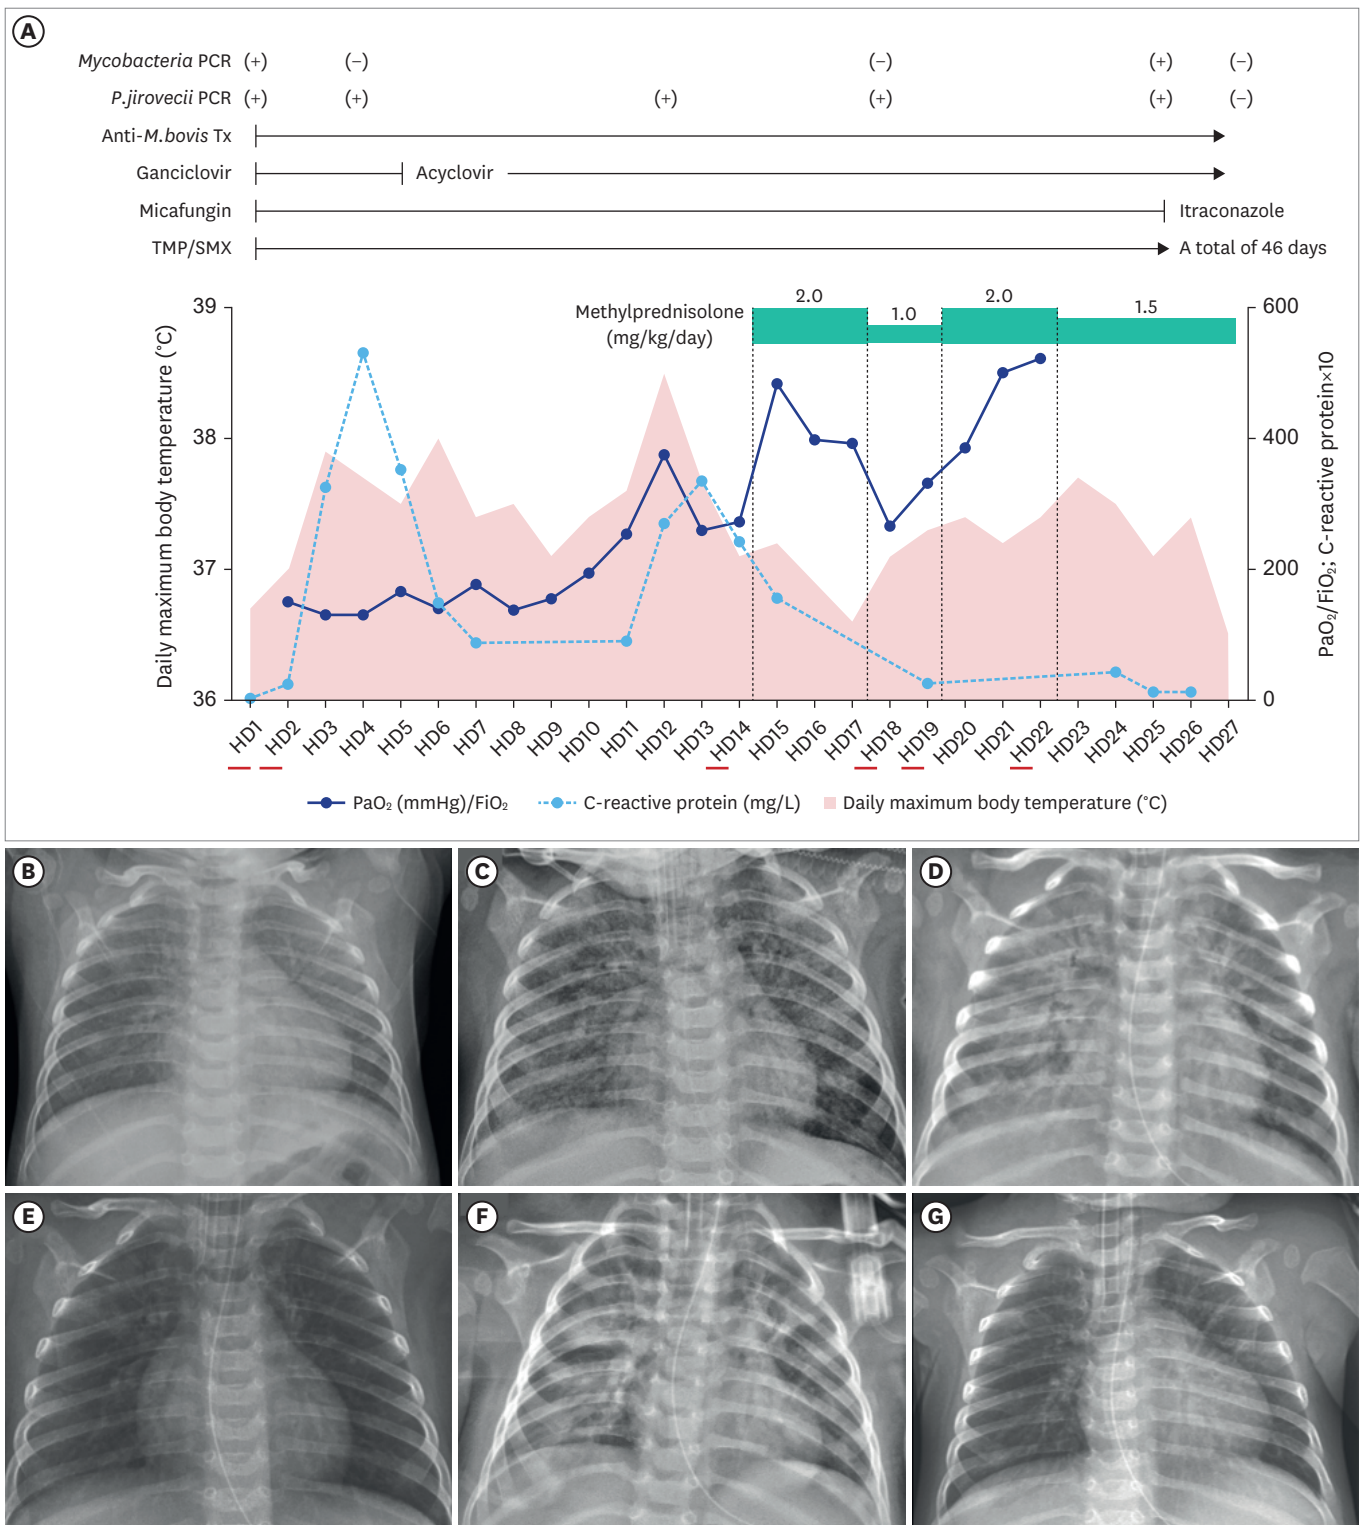 A
Mycobacteria PCR (+) (−) (−) (+) (−)
P.jirovecii PCR (+) (+) (+) (+) (+) (−)
Anti-M.bovis Tx
Ganciclovir Acyclovir
Micafungin Itraconazole
TMP/SMX A total of 46 days
Methylprednisolone
(mg/kg/day)
2.0 1.0 2.0 1.5
Daily maximum body temperature (°C)
39
38
37
36
600
400
200
0
PaO₂/FiO₂; C-reactive protein×10
HD1 HD2 HD3 HD4 HD5 HD6 HD7 HD8 HD9 HD10 HD11 HD12 HD13 HD14 HD15 HD16 HD17 HD18 HD19 HD20 HD21 HD22 HD23 HD24 HD25 HD26 HD27
PaO₂ (mmHg)/FiO₂ C-reactive protein (mg/L) Daily maximum body temperature (°C)
B C D
E F G